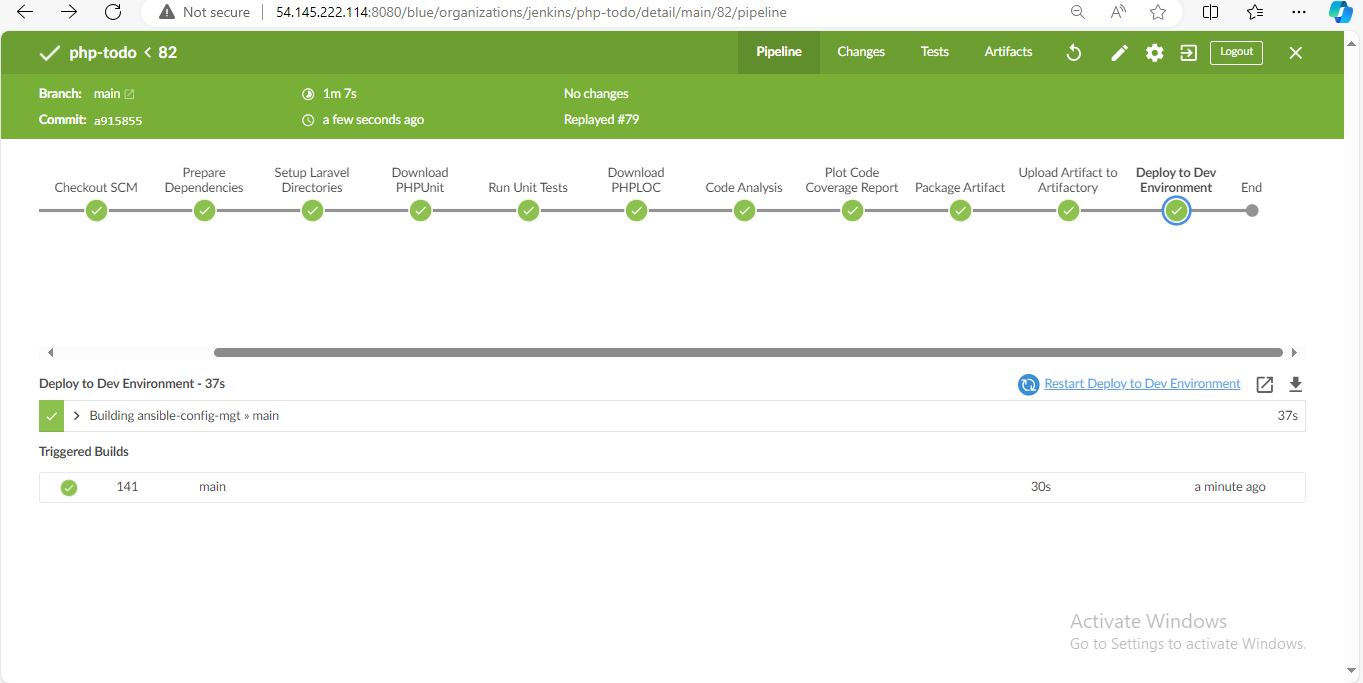 Not secure
54.145.222.114:8080/blue/organizations/jenkins/php-todo/detail/main/82/pipeline
php-todo < 82
Pipeline
Changes
Tests
Artifacts
Logout
Branch: main
1m 7s
No changes
Commit: a915855
a few seconds ago
Replayed #79
Checkout SCM
Prepare
Dependencies
Setup Laravel
Directories
Download
PHPUnit
Run Unit Tests
Download
PHPLOC
Code Analysis
Plot Code
Coverage Report
Package Artifact
Upload Artifact to
Artifactory
Deploy to Dev
Environment
End
Deploy to Dev Environment - 37s
Restart Deploy to Dev Environment
Building ansible-config-mgt » main
37s
Triggered Builds
141
main
30s
a minute ago
Activate Windows
Go to Settings to activate Windows.